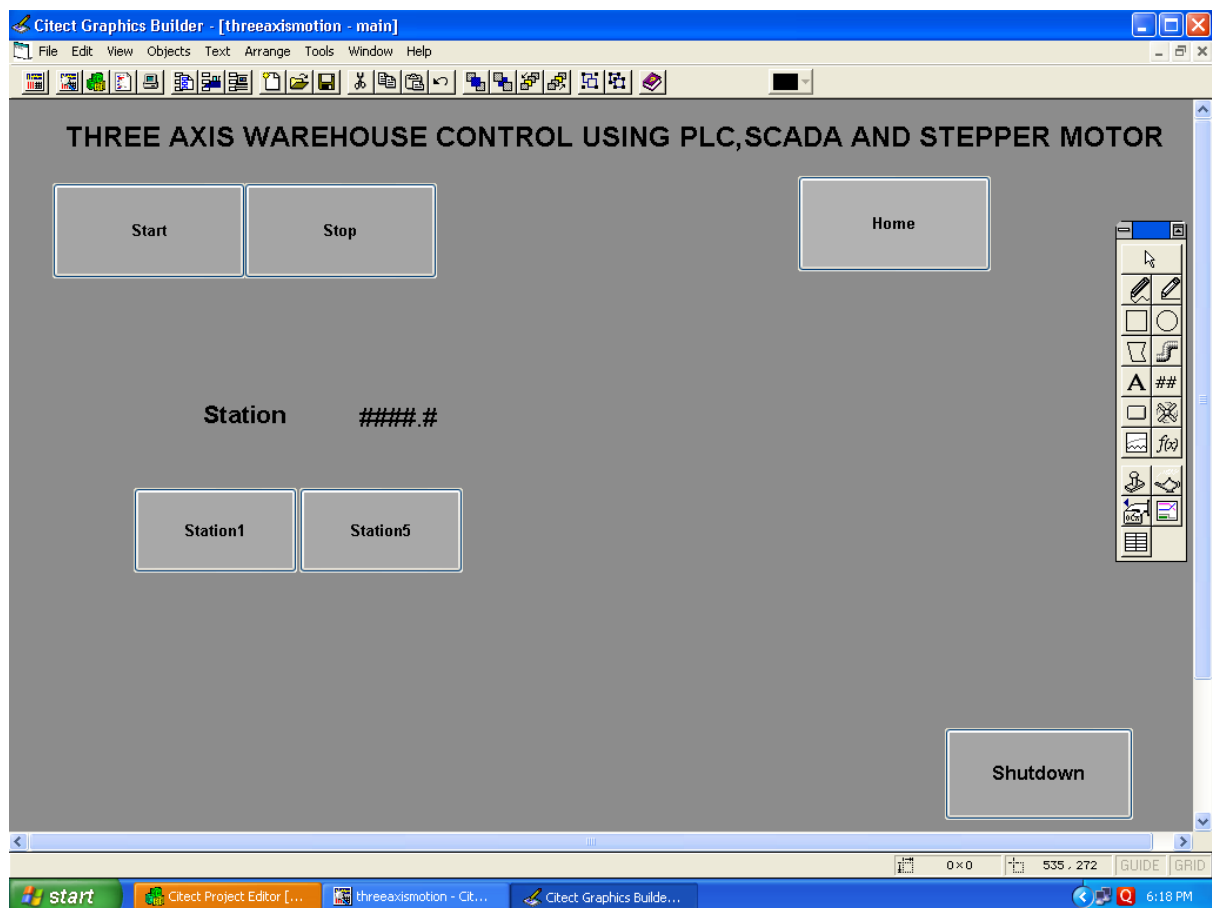 Citect Graphics Builder - [threeaxismotion - main]
File Edit View Objects Text Arrange Tools Window Help
THREE AXIS WAREHOUSE CONTROL USING PLC,SCADA AND STEPPER MOTOR
Start Stop Home
A ##
f(x)
Station ####.#
Station1 Station5
Shutdown
0×0 535 , 272 GUIDE GRID
start Citect Project Editor [... threeaxismotion - Cit... Citect Graphics Builde... Q 6:18 PM